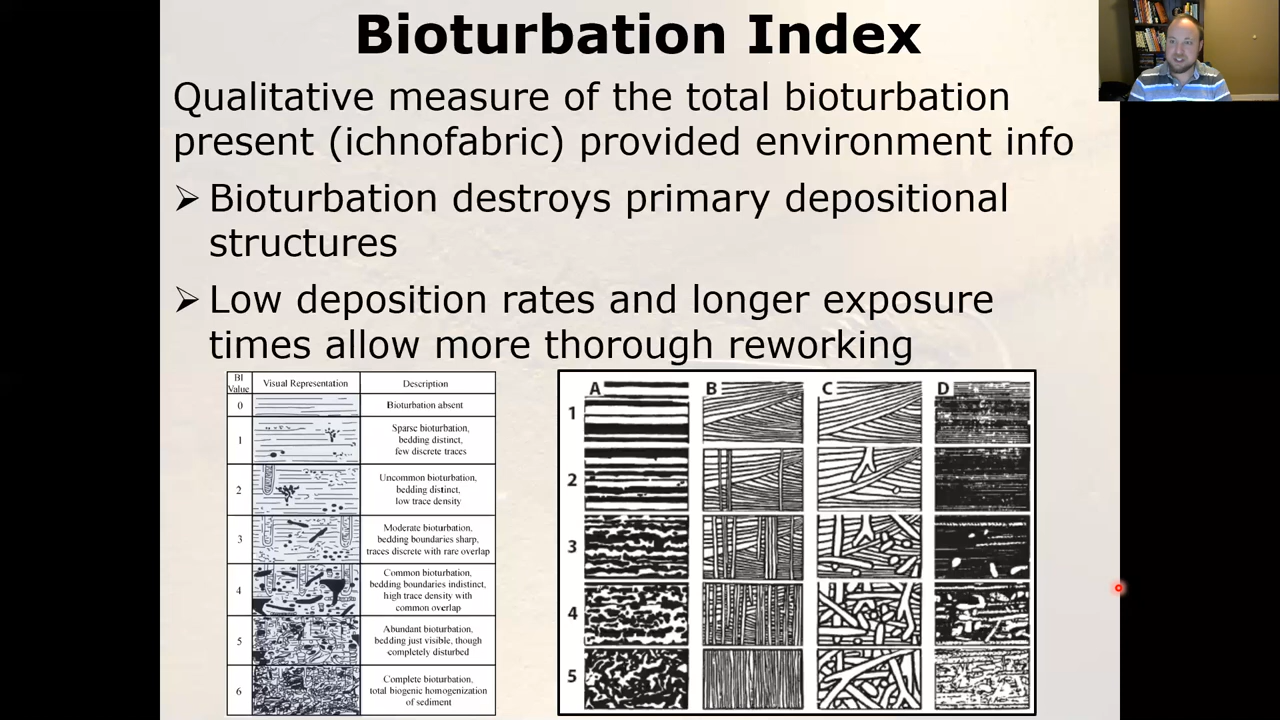 Bioturbation Index
Qualitative measure of the total bioturbation
present (ichnofabric) provided environment info
Bioturbation destroys primary depositional
structures
Low deposition rates and longer exposure
times allow more thorough reworking
BI
Value
Visual Representation
Description
0
Bioturbation absent
1
Sparse bioturbation,
bedding distinct,
few discrete traces
2
Uncommon bioturbation,
bedding distinct,
low trace density
3
Moderate bioturbation,
bedding boundaries sharp,
traces discrete with rare overlap
4
Common bioturbation,
bedding boundaries indistinct,
high trace density with
common overlap
5
Abundant bioturbation,
bedding just visible, though
completely disturbed
6
Complete bioturbation,
total biogenic homogenization
of sediment
A B C D
1
2
3
4
5